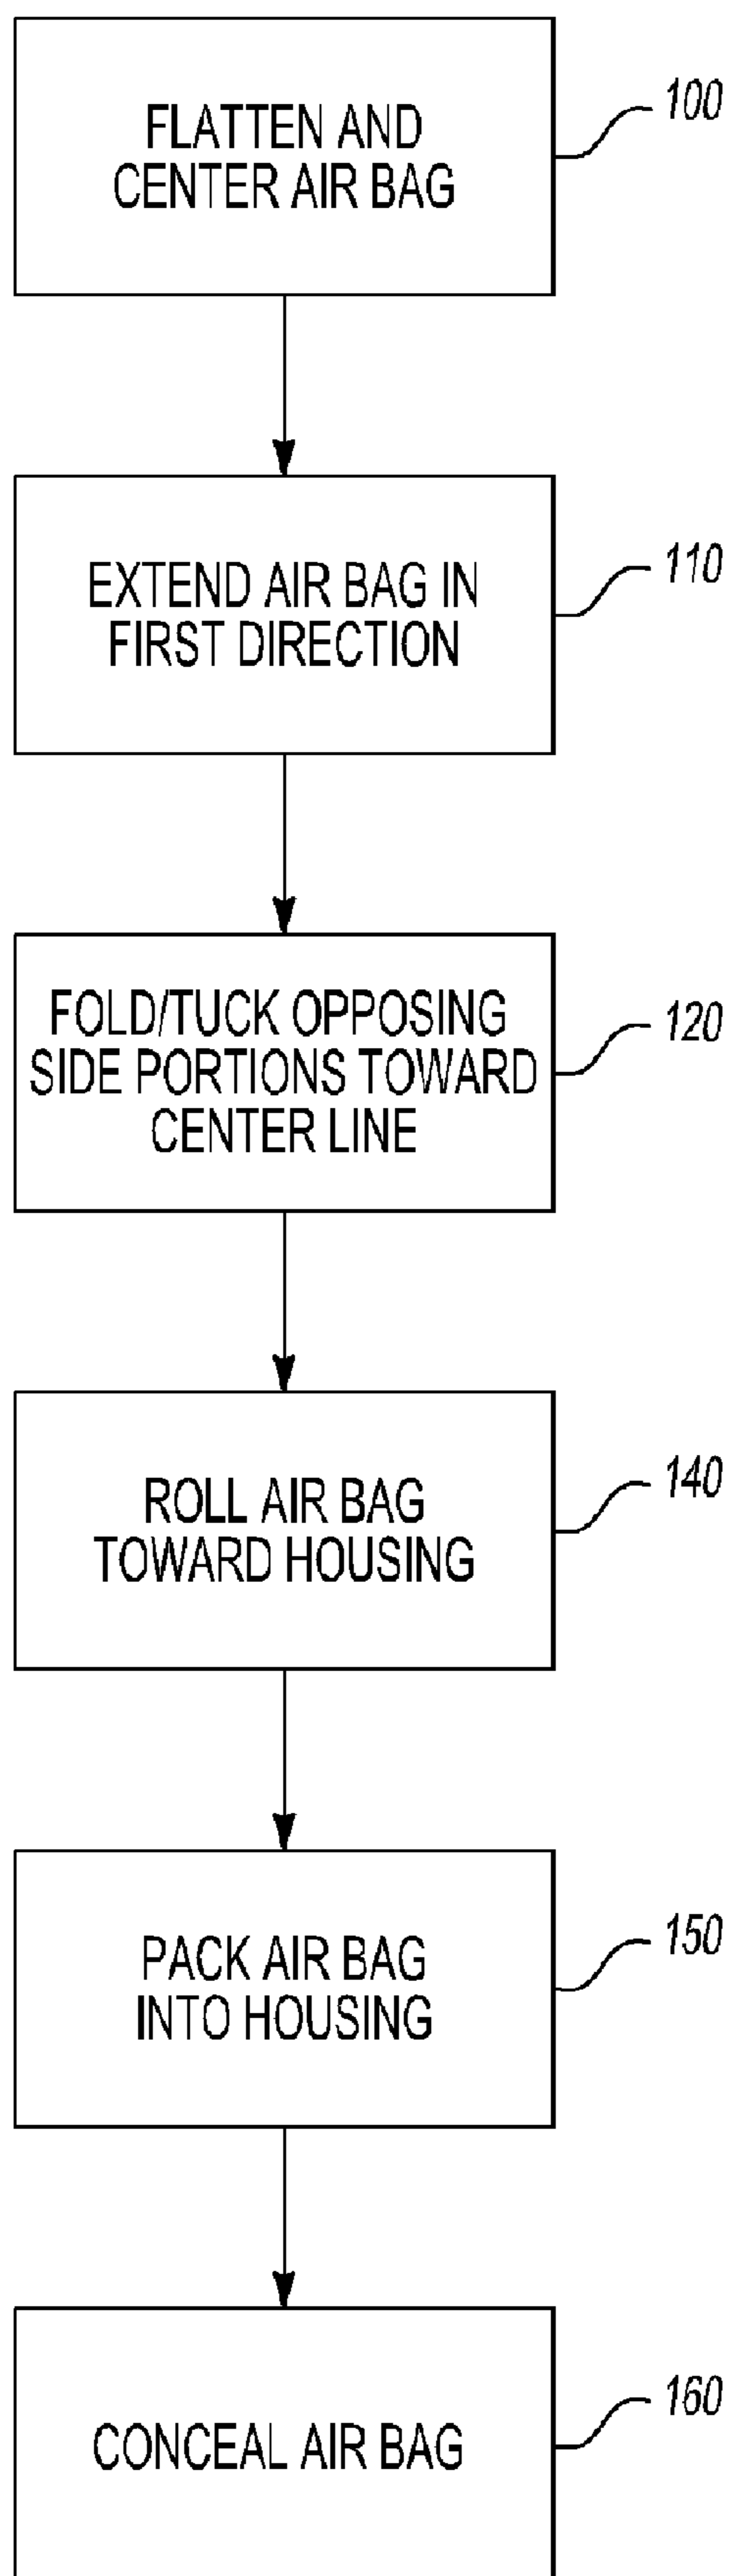 FLATTEN AND
CENTER AIR BAG
100
EXTEND AIR BAG IN
FIRST DIRECTION
110
FOLD/TUCK OPPOSING
SIDE PORTIONS TOWARD
CENTER LINE
120
ROLL AIR BAG
TOWARD HOUSING
140
PACK AIR BAG
INTO HOUSING
150
CONCEAL AIR BAG
160